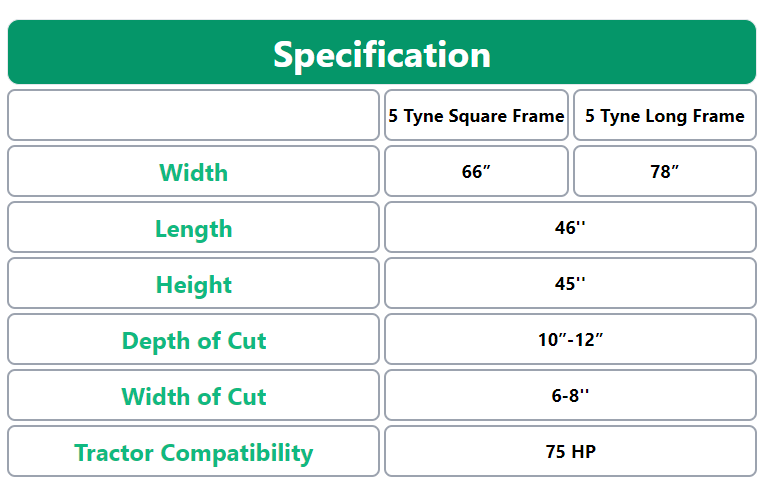 Specification
5 Tyne Square Frame 5 Tyne Long Frame
Width 66” 78”
Length 46''
Height 45''
Depth of Cut 10”-12”
Width of Cut 6-8''
Tractor Compatibility 75 HP